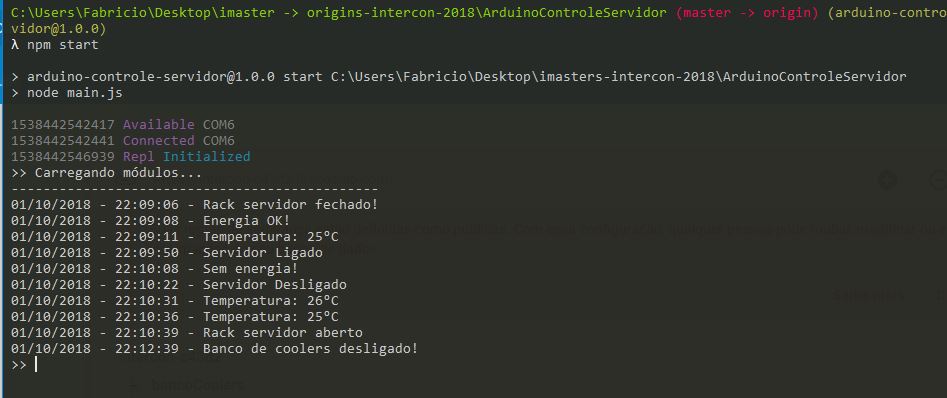 C:\Users\Fabricio\Desktop\imaster -> origins-intercon-2018\ArduinoControleServidor (master -> origin) (arduino-contro
vidor@1.0.0)
λ npm start
> arduino-controle-servidor@1.0.0 start C:\Users\Fabricio\Desktop\imasters-intercon-2018\ArduinoControleServidor
> node main.js
1538442542417 Available COM6
1538442542441 Connected COM6
1538442546939 Repl Initialized
>> Carregando módulos...
----------------------------------------------
01/10/2018 - 22:09:06 - Rack servidor fechado!
01/10/2018 - 22:09:08 - Energia OK!
01/10/2018 - 22:09:11 - Temperatura: 25ºC
01/10/2018 - 22:09:50 - Servidor Ligado
01/10/2018 - 22:10:08 - Sem energia!
01/10/2018 - 22:10:22 - Servidor Desligado
01/10/2018 - 22:10:31 - Temperatura: 26ºC
01/10/2018 - 22:10:36 - Temperatura: 25ºC
01/10/2018 - 22:10:39 - Rack servidor aberto
01/10/2018 - 22:12:39 - Banco de coolers desligado!
>>
bancoCoolers